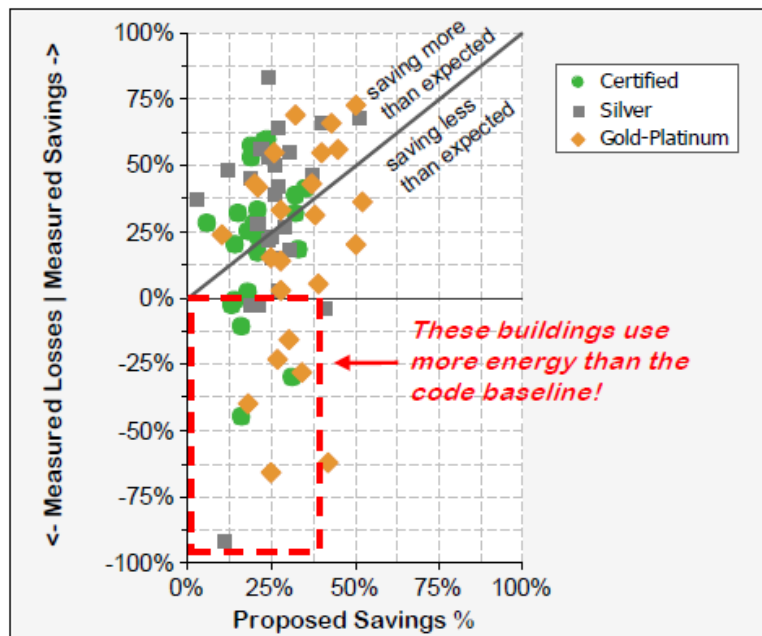 100%
75%
50%
25%
0%
-25%
-50%
-75%
-100%
<- Measured Losses | Measured Savings ->
saving more
than expected
saving less
than expected
Certified
Silver
Gold-Platinum
These buildings use
more energy than the
code baseline!
0%
25%
50%
75%
100%
Proposed Savings %